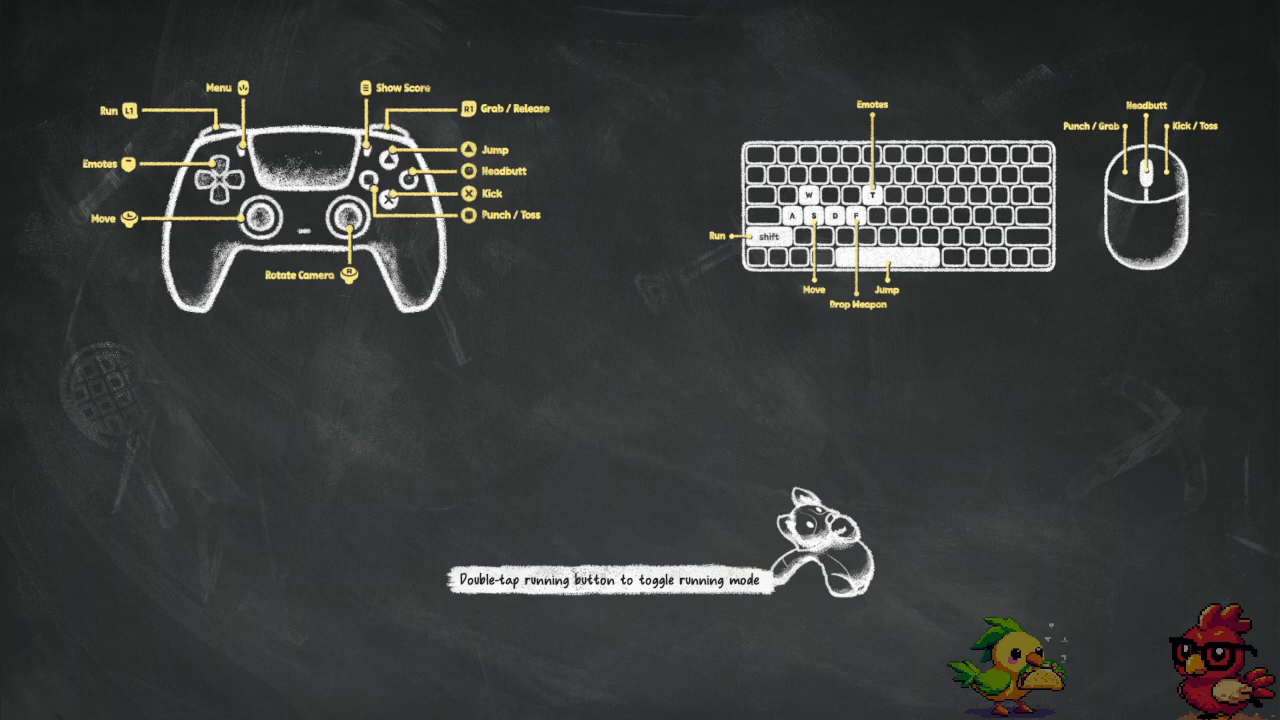 Menu
Show Score
Run L1
R1 Grab / Release
Jump
Emotes
Headbutt
Kick
Move
Punch / Toss
R
Rotate Camera
Emotes
Headbutt
Punch / Grab
Kick / Toss
W
T
A S D F
Run
shift
Move
Jump
Drop Weapon
Double-tap running button to toggle running mode